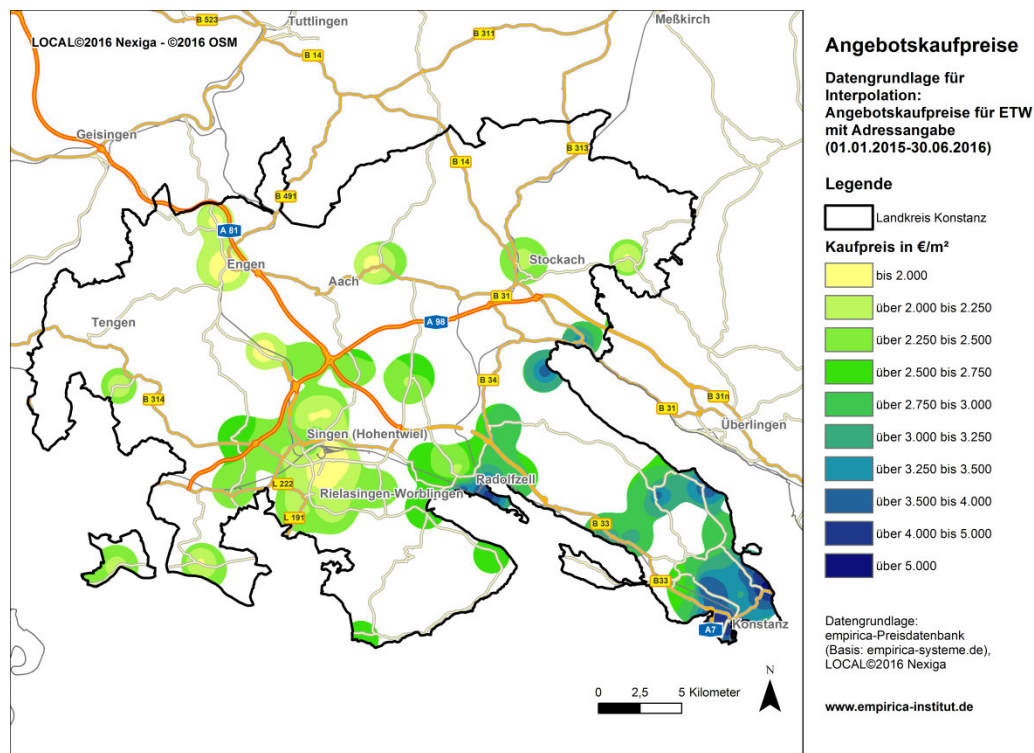 LOCAL©2016 Nexiga - ©2016 OSM
B 523
Tuttlingen
Meßkirch
B 311
B 14
Geisingen
B 14
B 313
B 491
A 81
Engen
Aach
Stockach
B 31
Tengen
A 98
B 34
B 314
B 31n
B 31
Überlingen
Singen (Hohentwiel)
Radolfzell
L 222
Rielasingen-Worblingen
L 191
B 33
B33
Konstanz
A7
0 2,5 5 Kilometer
N
Angebotskaufpreise
Datengrundlage für
Interpolation:
Angebotskaufpreise für ETW
mit Adressangabe
(01.01.2015-30.06.2016)
Legende
Landkreis Konstanz
Kaufpreis in €/m²
bis 2.000
über 2.000 bis 2.250
über 2.250 bis 2.500
über 2.500 bis 2.750
über 2.750 bis 3.000
über 3.000 bis 3.250
über 3.250 bis 3.500
über 3.500 bis 4.000
über 4.000 bis 5.000
über 5.000
Datengrundlage:
empirica-Preisdatenbank
(Basis: empirica-systeme.de),
LOCAL©2016 Nexiga
www.empirica-institut.de